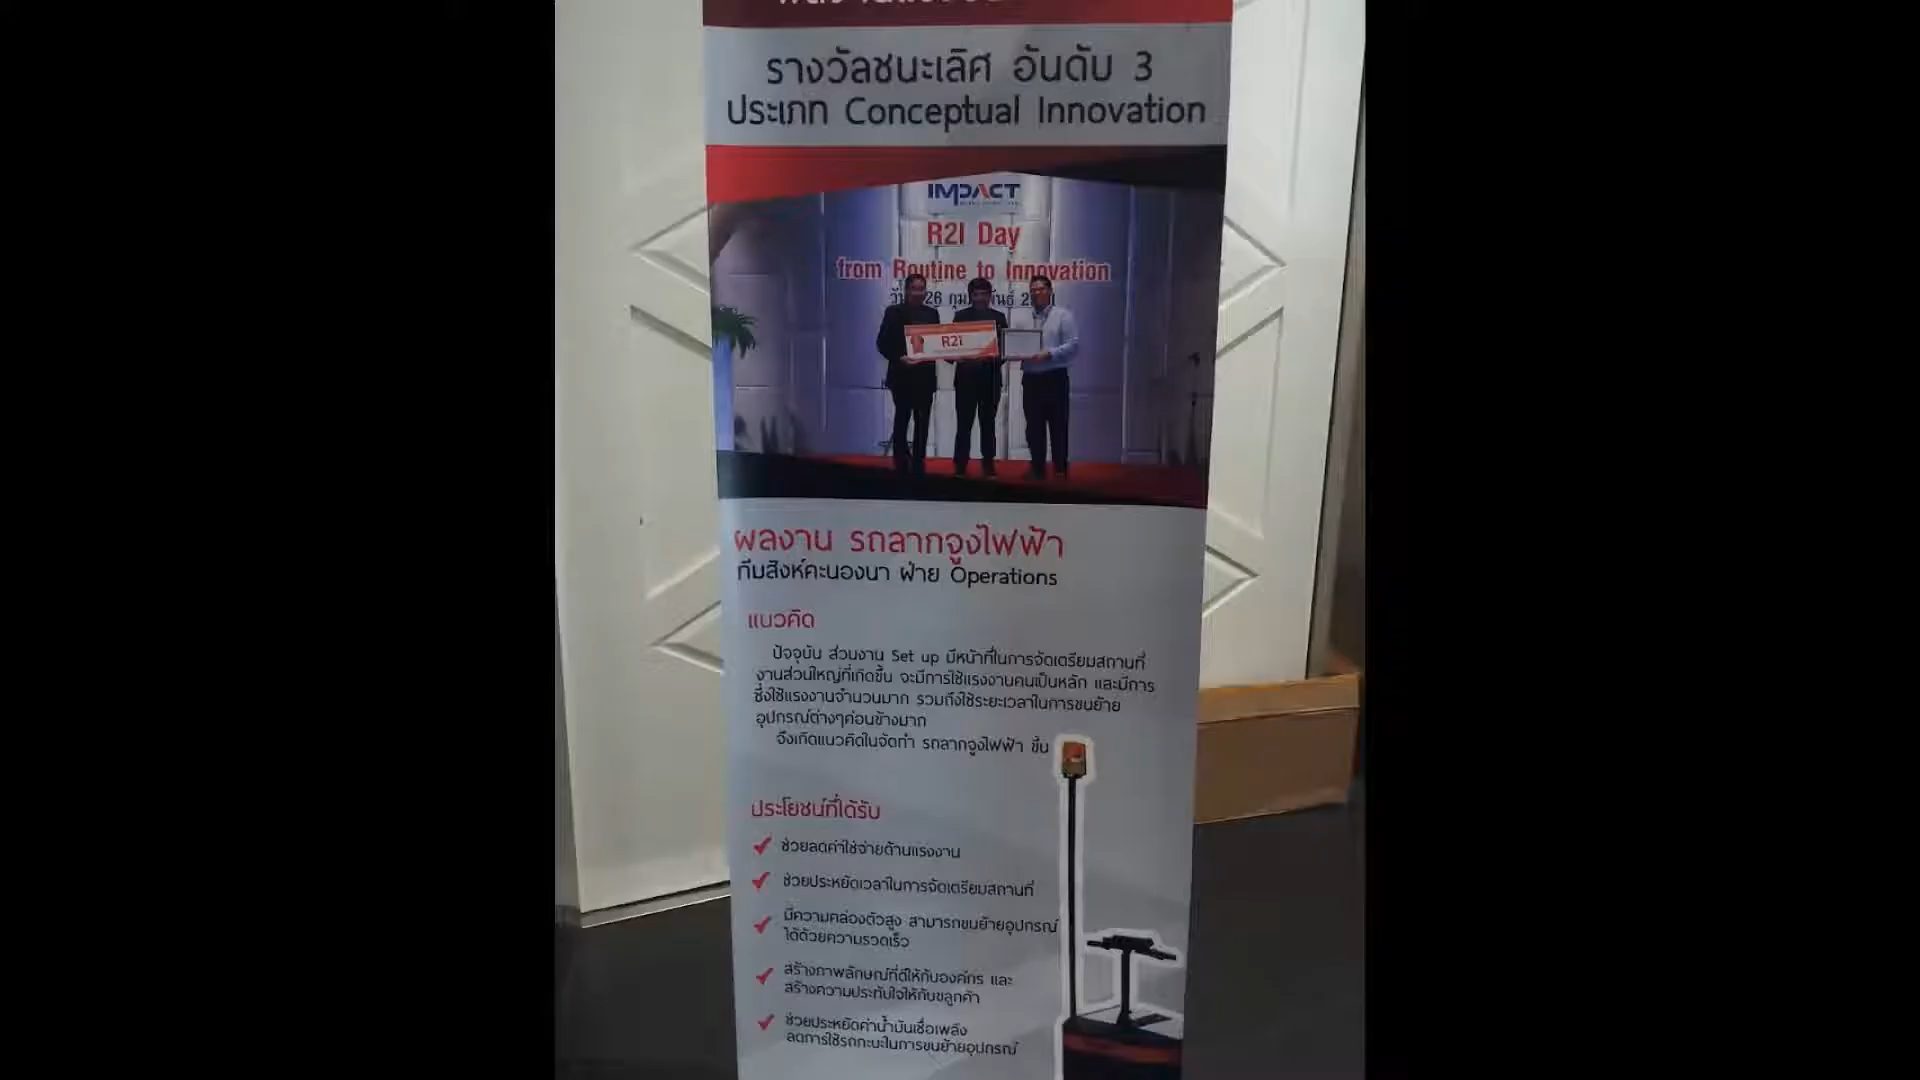 รางวัลชนะเลิศ อันดับ 3
ประเภท Conceptual Innovation
IMPACT
R2I Day
from Routine to Innovation
26
R2i
ผลงาน รถลากจูงไฟฟ้า
ทีมสิงห์คะนองนา ฝ่าย Operations
แนวคิด
ปัจจุบัน ส่วนงาน Set up มีหน้าที่ในการจัดเตรียมสถานที่
งานส่วนใหญ่ที่เกิดขึ้น จะมีการใช้แรงงานคนเป็นหลัก และมีการ
ซึ่งใช้แรงงานจำนวนมาก รวมถึงใช้ระยะเวลาในการขนย้าย
อุปกรณ์ต่างๆค่อนข้างมาก
จึงเกิดแนวคิดในจัดทำ รถลากจูงไฟฟ้า ขึ้น
ประโยชน์ที่ได้รับ
ช่วยลดค่าใช้จ่ายด้านแรงงาน
ช่วยประหยัดเวลาในการจัดเตรียมสถานที่
มีความคล่องตัวสูง สามารถขนย้ายอุปกรณ์
ได้ด้วยความรวดเร็ว
สร้างภาพลักษณ์ที่ดีให้กับองค์กร และ
สร้างความประทับใจให้กับขลูกค้า
ช่วยประหยัดค่าน้ำมันเชื่อเพลิง
ลดการใช้รถกะบะในการขนย้ายอุปกรณ์